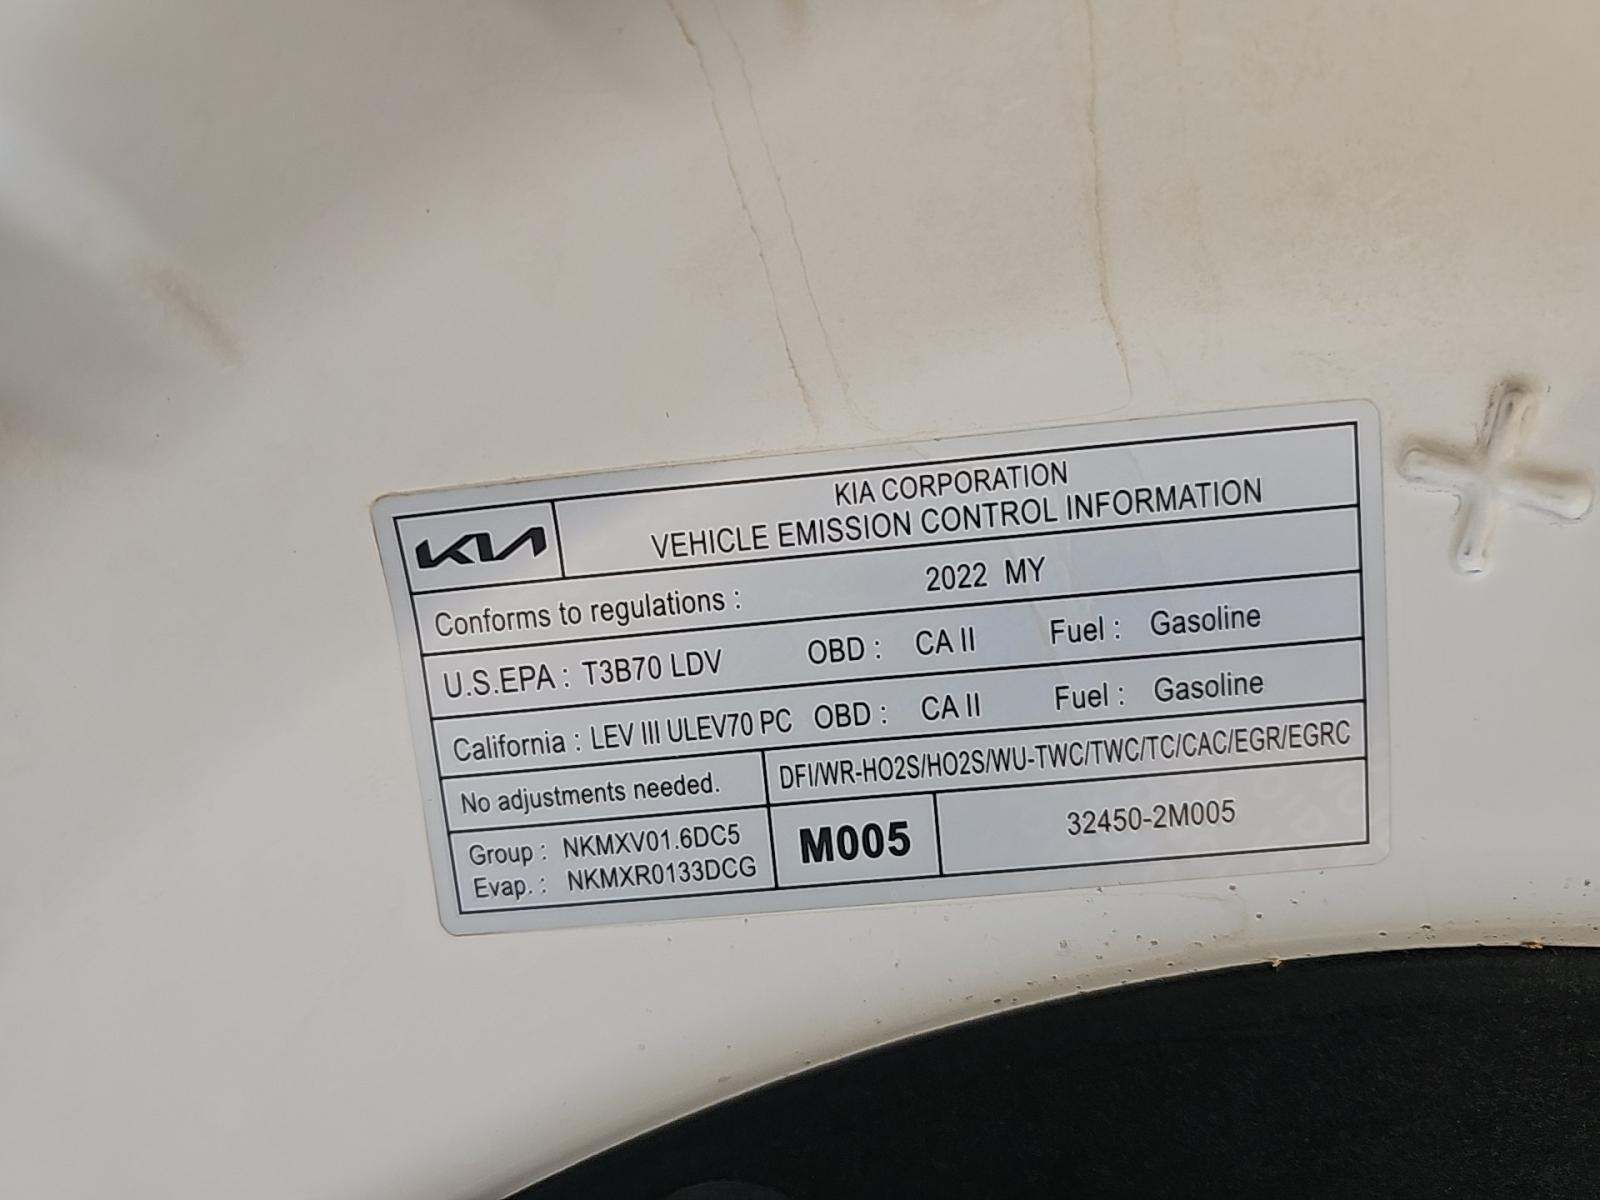 KIA
KIA CORPORATION
VEHICLE EMISSION CONTROL INFORMATION
Conforms to regulations : 2022 MY
U.S.EPA : T3B70 LDV OBD : CA II Fuel : Gasoline
California : LEV III ULEV70 PC OBD : CA II Fuel : Gasoline
No adjustments needed. DFI/WR-HO2S/HO2S/WU-TWC/TWC/TC/CAC/EGR/EGRC
Group : NKMXV01.6DC5
Evap. : NKMXR0133DCG
M005
32450-2M005